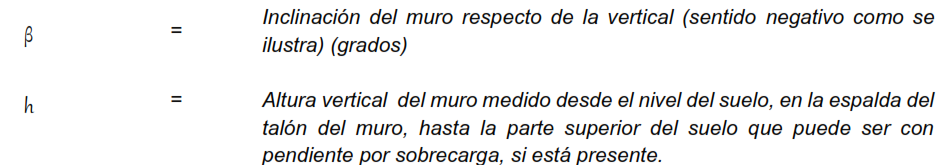 β = Inclinación del muro respecto de la vertical (sentido negativo como se
ilustra) (grados)
h = Altura vertical del muro medido desde el nivel del suelo, en la espalda del
talón del muro, hasta la parte superior del suelo que puede ser con
pendiente por sobrecarga, si está presente.